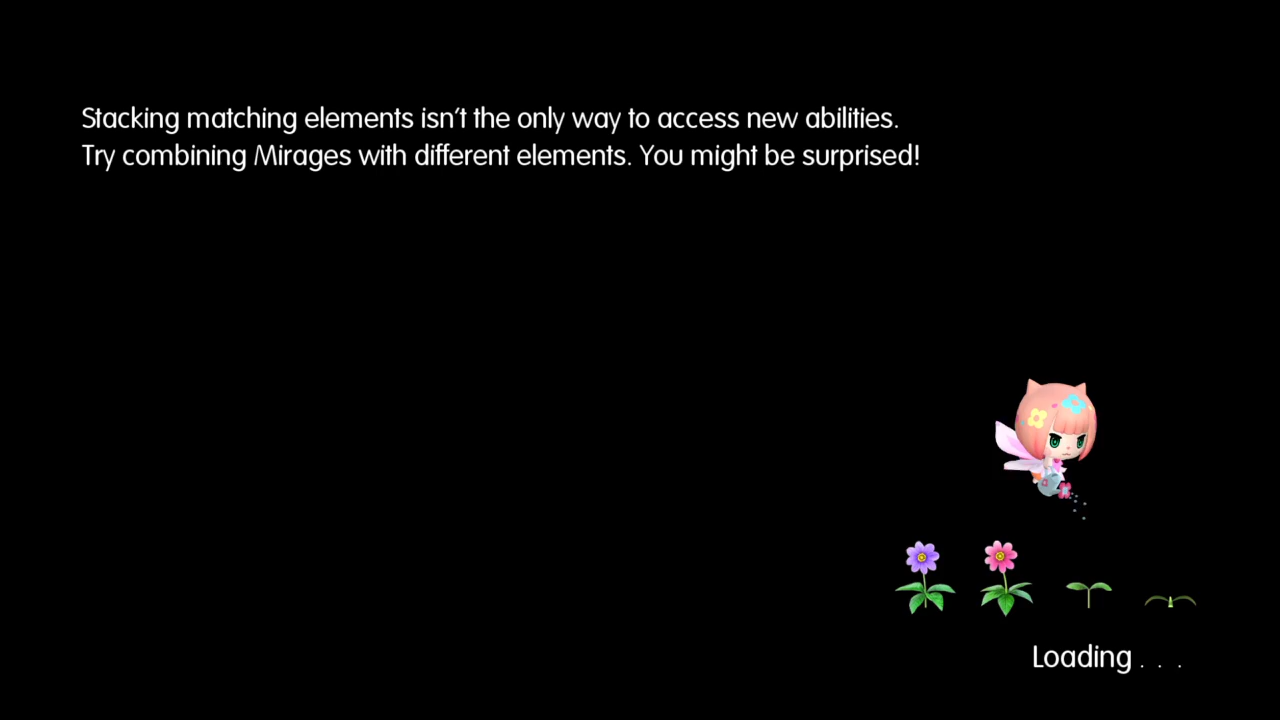 Stacking matching elements isn't the only way to access new abilities.
Try combining Mirages with different elements. You might be surprised!
Loading . . .